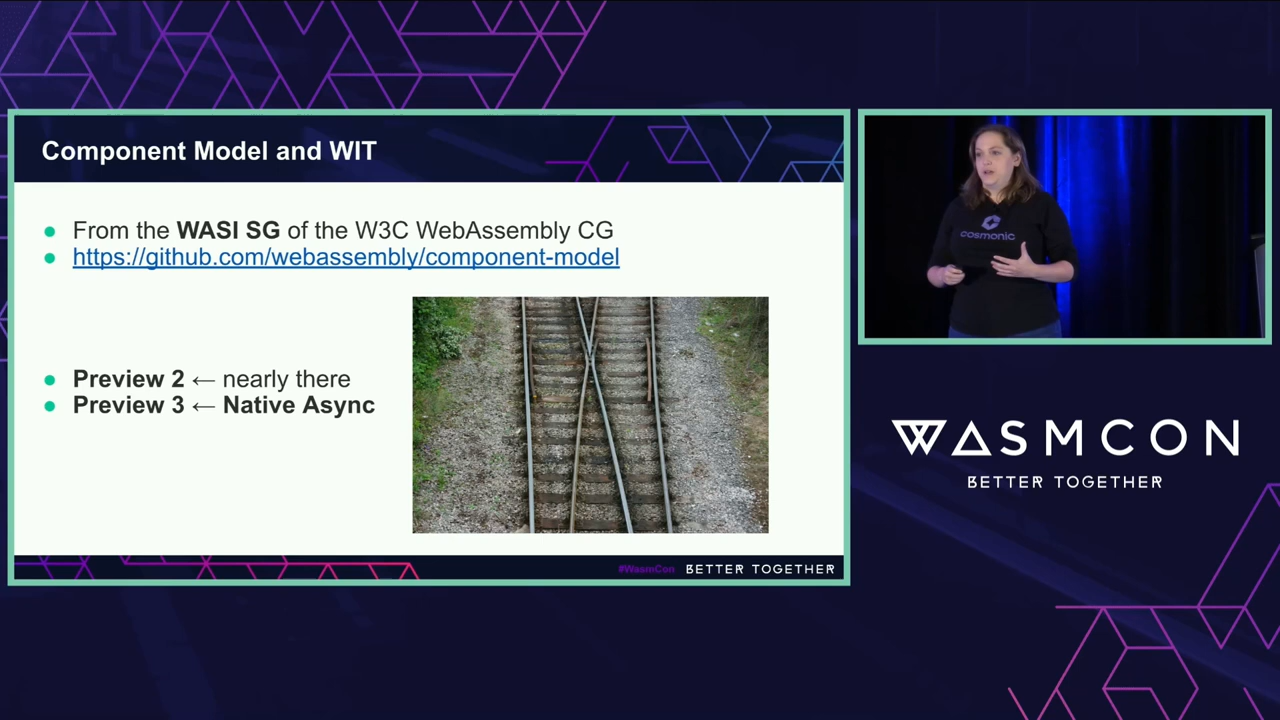 Component Model and WIT
From the WASI SG of the W3C WebAssembly CG
https://github.com/webassembly/component-model
Preview 2 ← nearly there
Preview 3 ← Native Async
#WasmCon BETTER TOGETHER
cosmonic
WASMCON
BETTER TOGETHER